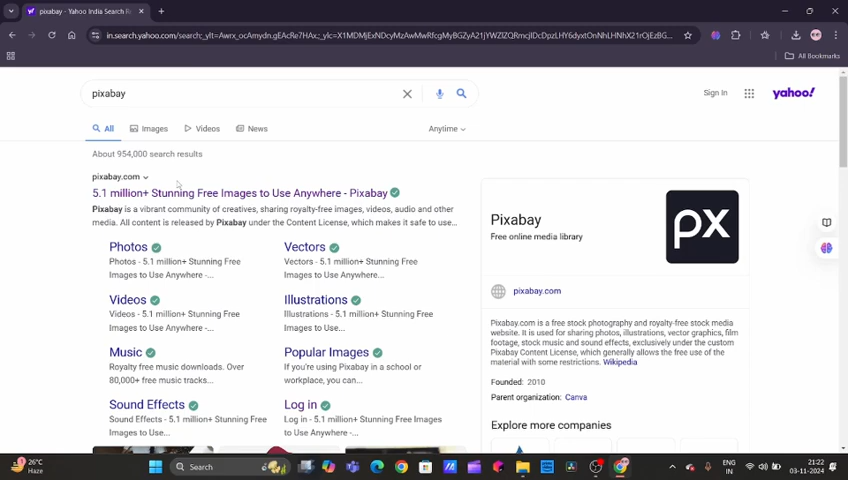 pixabay - Yahoo India Search R
in.search.yahoo.com/search;_ylt=Awrx_ocAmydn.gEAcRe7HAx.;_ylc=
All Bookmarks
pixabay
Sign In
yahoo!
All Images Videos News Anytime
About 954,000 search results
pixabay.com
5.1 million+ Stunning Free Images to Use Anywhere - Pixabay
Pixabay is a vibrant community of creatives, sharing royalty-free images, videos, audio and other
media. All content is released by Pixabay under the Content License, which makes it safe to use...
Photos
Photos - 5.1 million+ Stunning Free
Images to Use Anywhere -...
Vectors
Vectors - 5.1 million+ Stunning Free
Images to Use Anywhere...
Videos
Videos - 5.1 million+ Stunning Free
Images to Use Anywhere -...
Illustrations
Illustrations - 5.1 million+ Stunning Free
Images to Use...
Music
Royalty free music downloads. Over
80,000+ free music tracks...
Popular Images
If you're using Pixabay in a school or
workplace, you can...
Sound Effects
Sound Effects - 5.1 million+ Stunning
Free Images to Use...
Log in
Log in - 5.1 million+ Stunning Free Images
to Use Anywhere -...
Pixabay
Free online media library
px
pixabay.com
Pixabay.com is a free stock photography and royalty-free stock media
website. It is used for sharing photos, illustrations, vector graphics, film
footage, stock music and sound effects, exclusively under the custom
Pixabay Content License, which generally allows the free use of the
material with some restrictions. Wikipedia
Founded: 2010
Parent organization: Canva
Explore more companies
26°C
Haze
Search
ENG
IN
21:22
03-11-2024